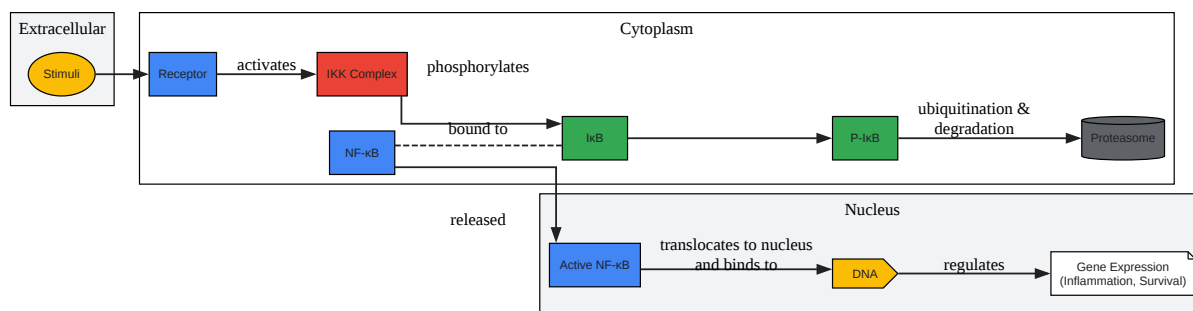 Extracellular
Stimuli
Cytoplasm
Receptor
activates
IKK Complex
phosphorylates
NF-κB
bound to
IκB
P-IκB
ubiquitination &
degradation
Proteasome
released
Nucleus
Active NF-κB
translocates to nucleus
and binds to
DNA
regulates
Gene Expression
(Inflammation, Survival)